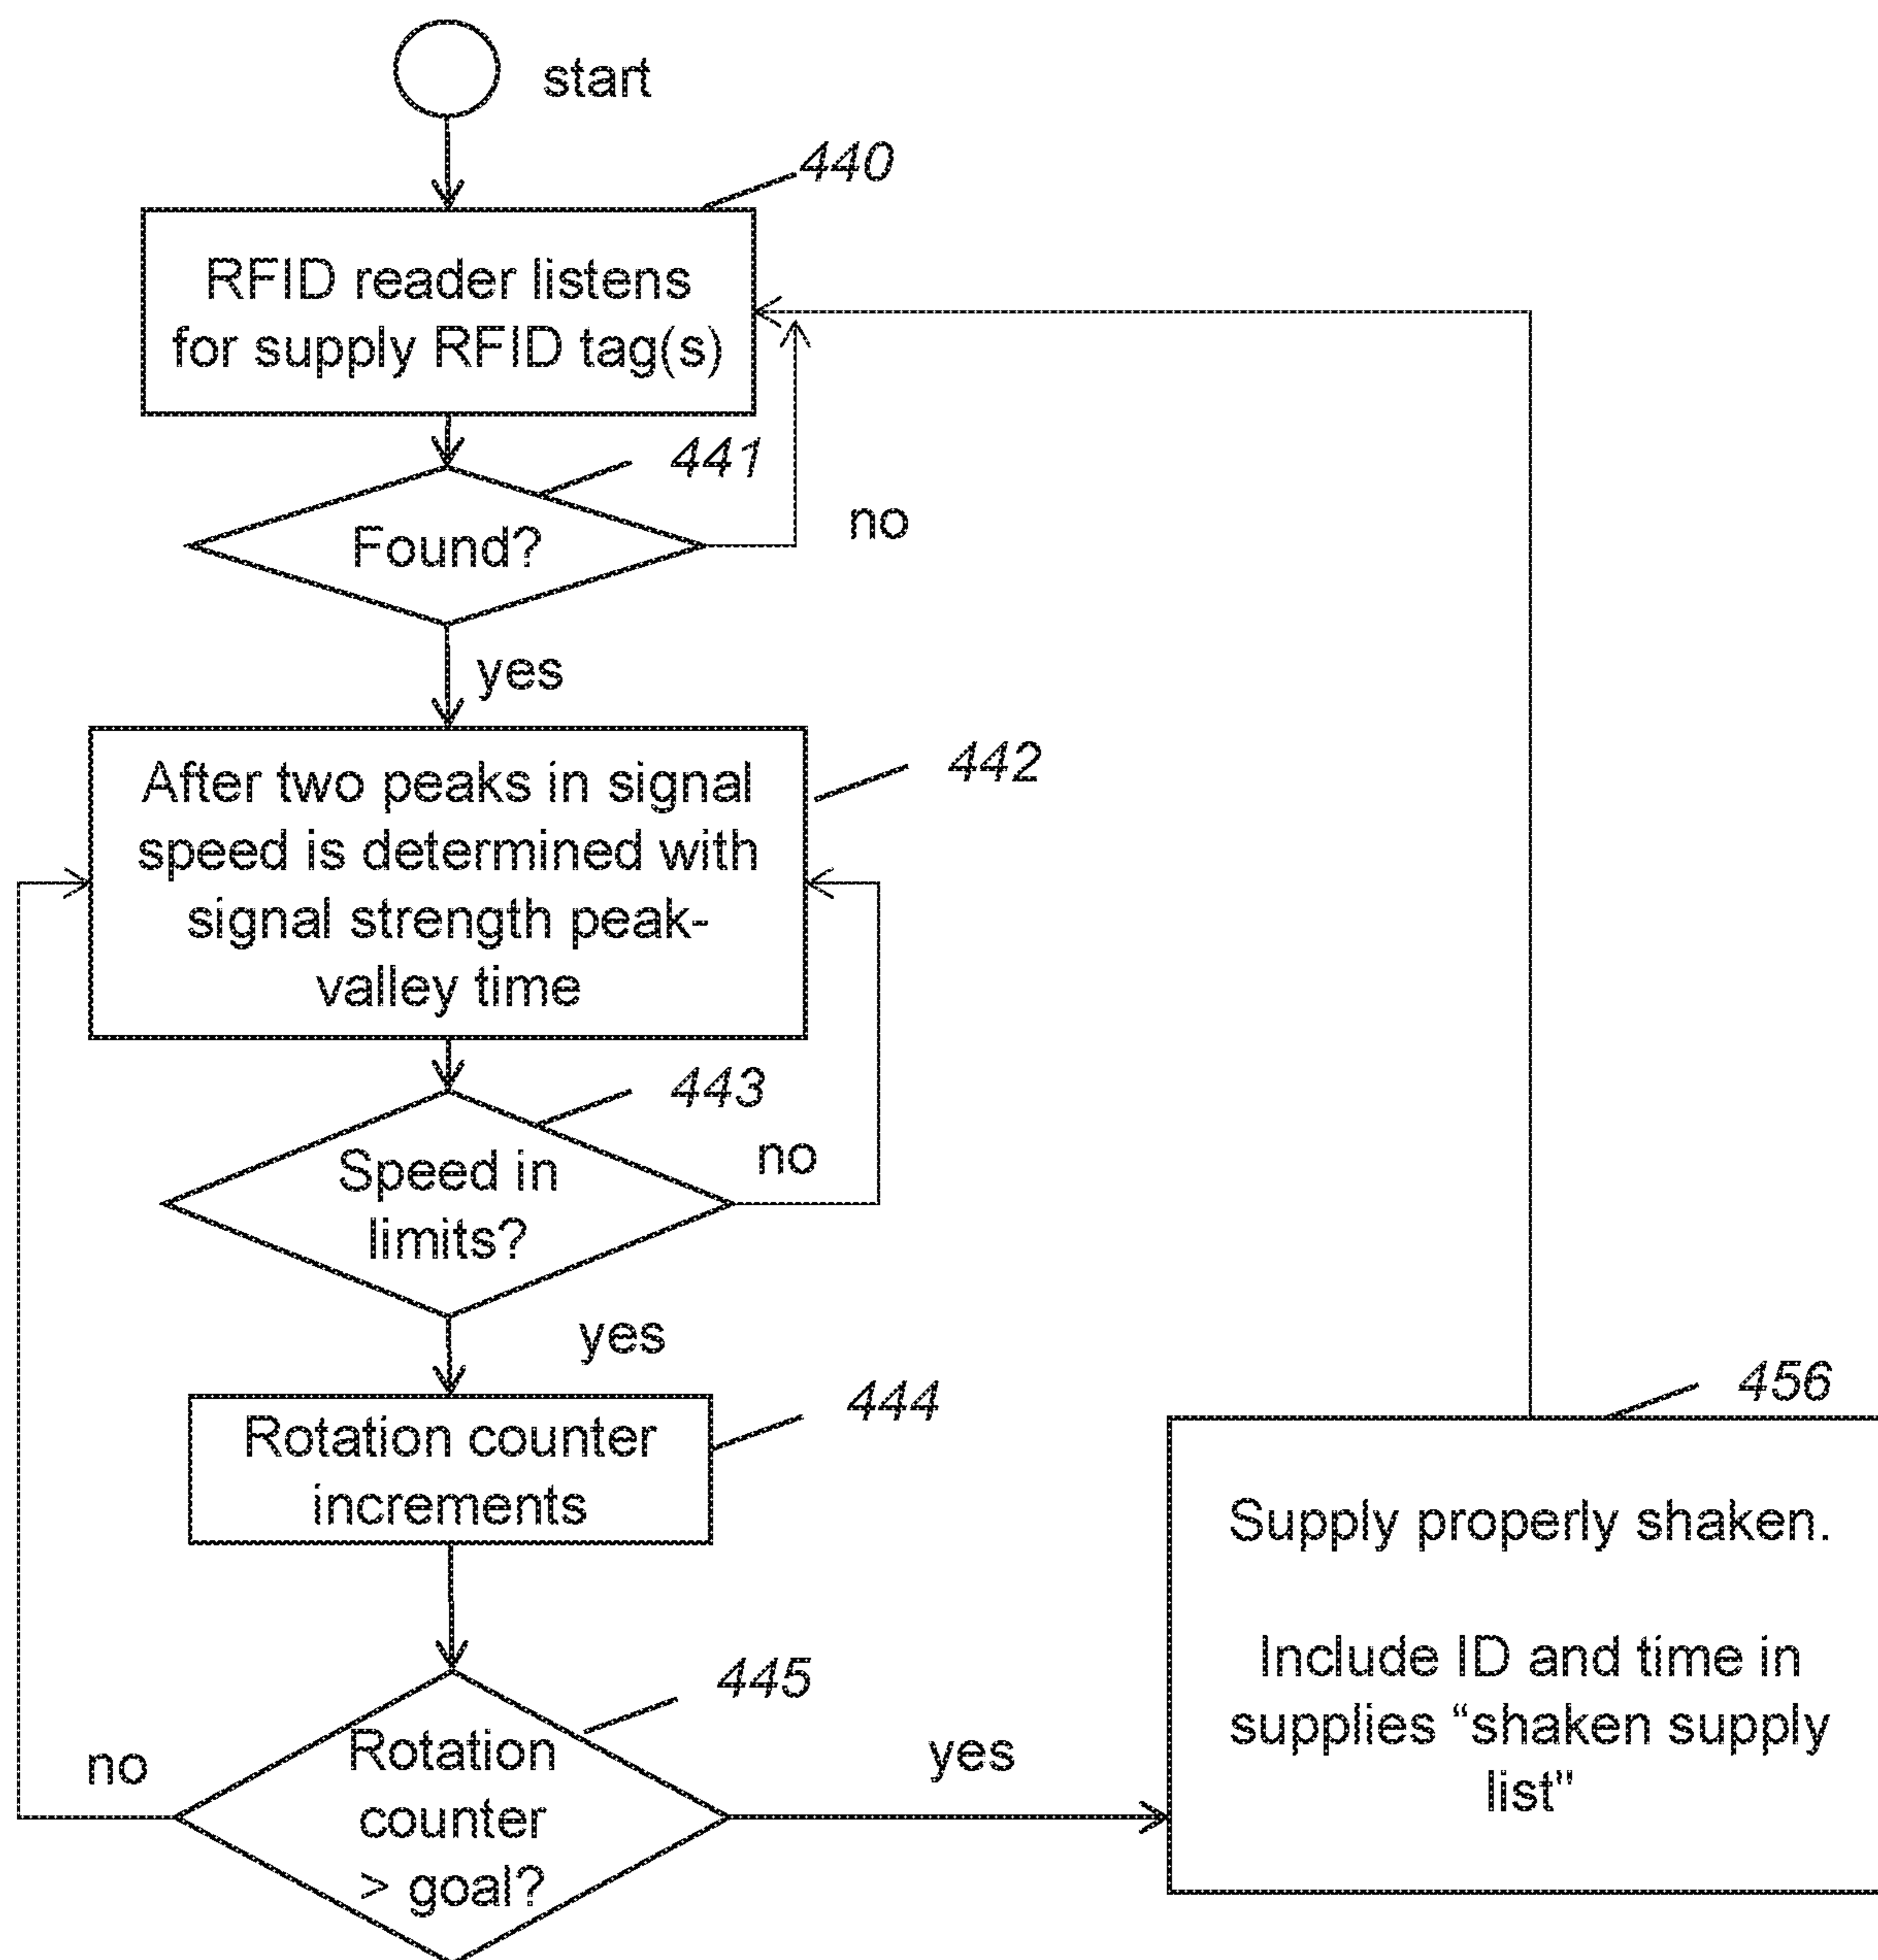 start
440
RFID reader listens
for supply RFID tag(s)
441
Found?
no
yes
442
After two peaks in signal
speed is determined with
signal strength peak-
valley time
443
Speed in
limits?
no
yes
444
Rotation counter
increments
445
Rotation
counter
> goal?
no
yes
456
Supply properly shaken.
Include ID and time in
supplies “shaken supply
list"